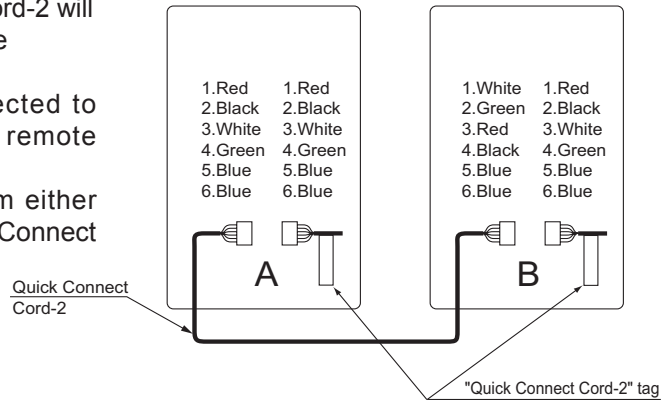 ord-2 will
e
ected to
remote
m either
Connect
1.Red 1.Red
2.Black 2.Black
3.White 3.White
4.Green 4.Green
5.Blue 5.Blue
6.Blue 6.Blue
1.White 1.Red
2.Green 2.Black
3.Red 3.White
4.Black 4.Green
5.Blue 5.Blue
6.Blue 6.Blue
A
B
Quick Connect
Cord-2
"Quick Connect Cord-2" tag